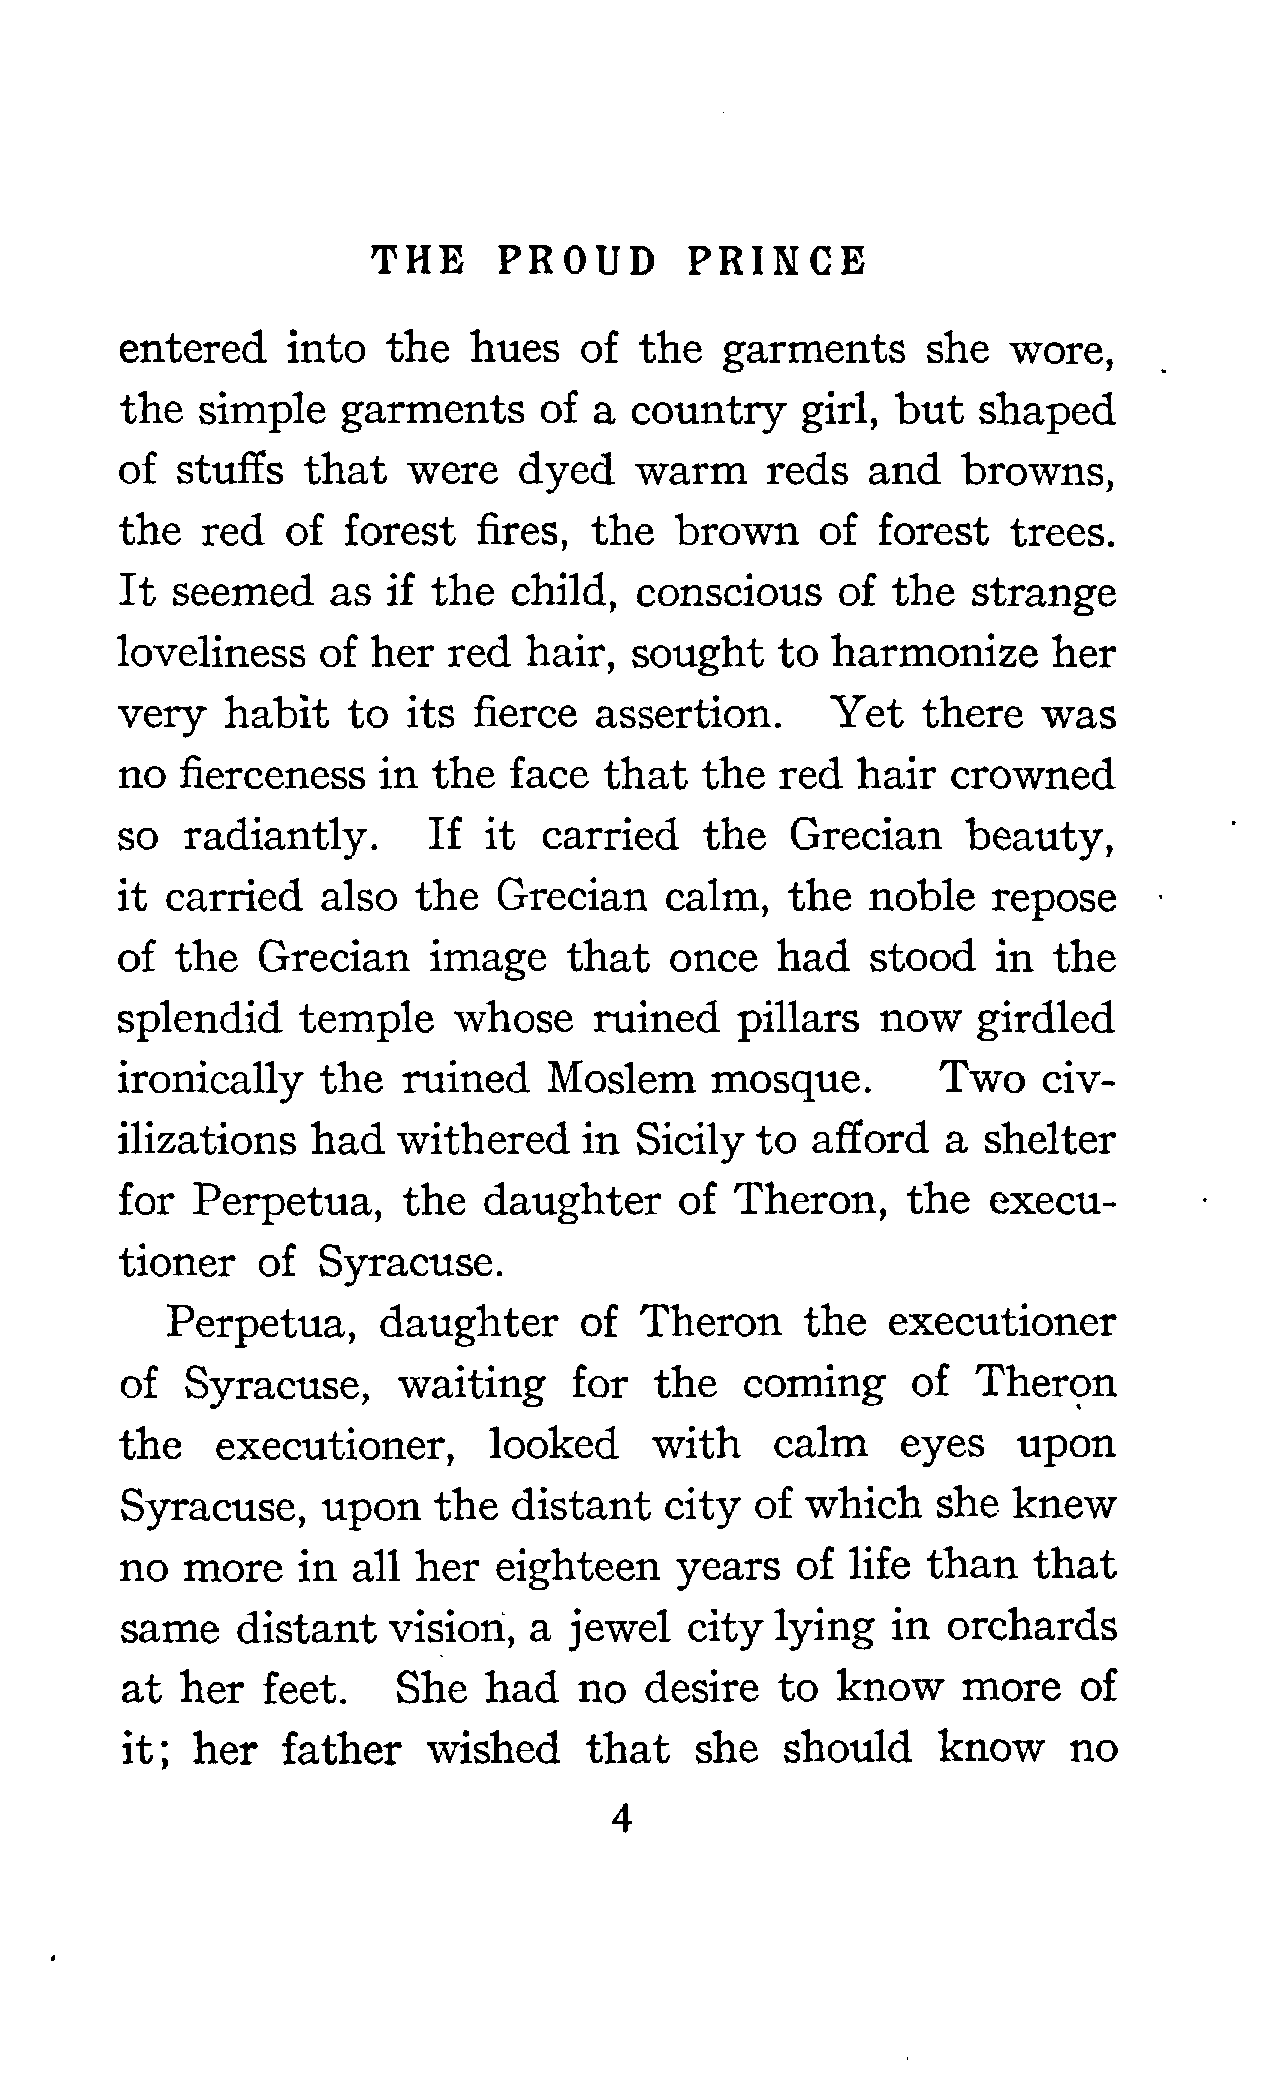 THE PROUD PRINCE
entered into the hues of the garments she wore,
the simple garments of a country girl, but shaped
of stuffs that were dyed warm reds and browns,
the red of forest fires, the brown of forest trees.
It seemed as if the child, conscious of the strange
loveliness of her red hair, sought to harmonize her
very habit to its fierce assertion. Yet there was
no fierceness in the face that the red hair crowned
so radiantly. If it carried the Grecian beauty,
it carried also the Grecian calm, the noble repose
of the Grecian image that once had stood in the
splendid temple whose ruined pillars now girdled
ironically the ruined Moslem mosque. Two civ-
ilizations had withered in Sicily to afford a shelter
for Perpetua, the daughter of Theron, the execu-
tioner of Syracuse.
Perpetua, daughter of Theron the executioner
of Syracuse, waiting for the coming of Theron
the executioner, looked with calm eyes upon
Syracuse, upon the distant city of which she knew
no more in all her eighteen years of life than that
same distant vision, a jewel city lying in orchards
at her feet. She had no desire to know more of
it; her father wished that she should know no
4